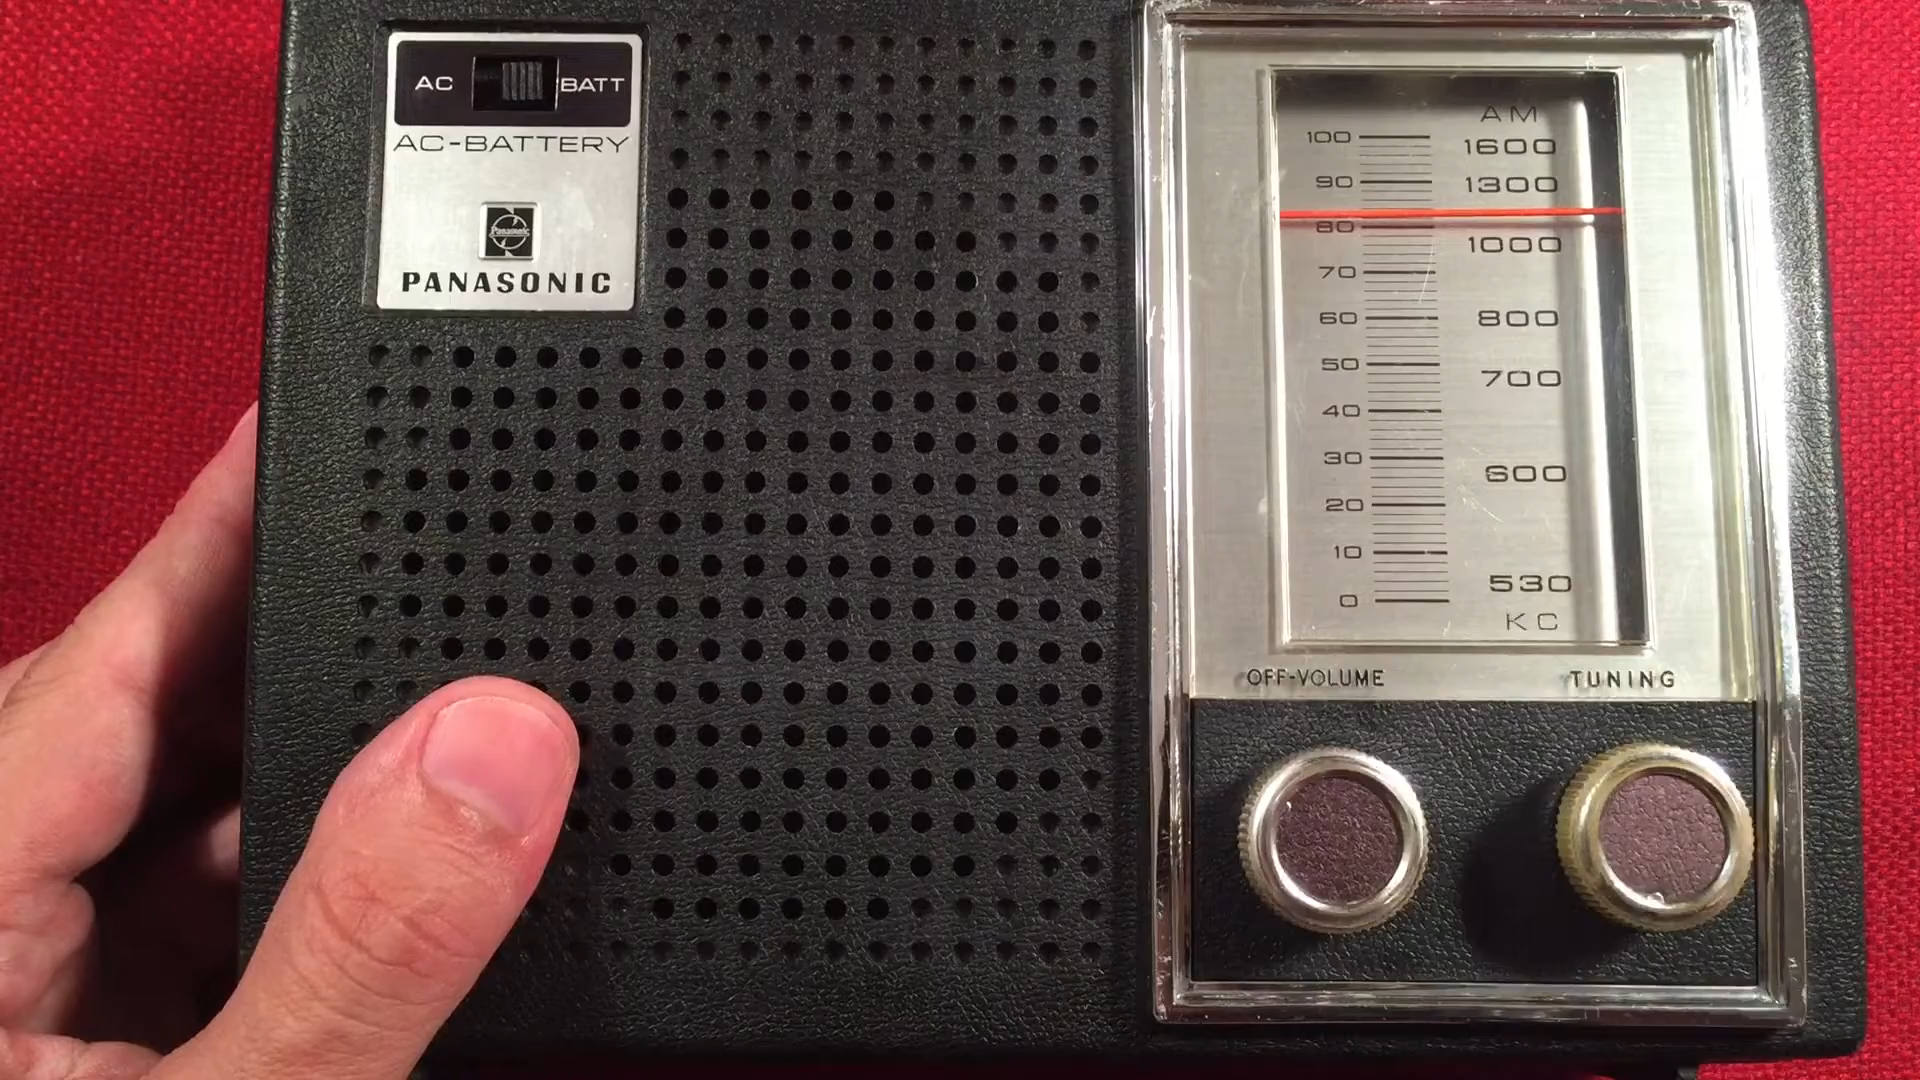 AC BATT
AC-BATTERY
Panasonic
PANASONIC
AM
100 1600
90 1300
80 1000
70
60 800
50 700
40
30 600
20
10
0 530
KC
OFF-VOLUME TUNING